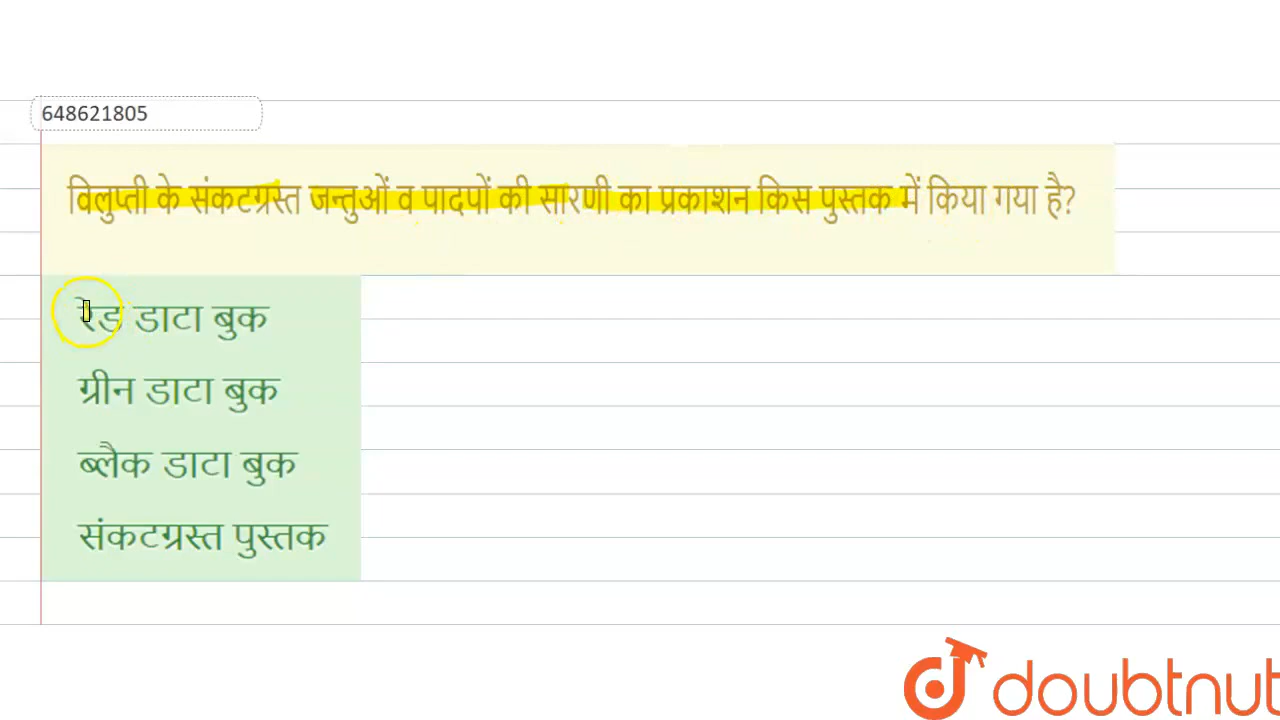 648621805
विलुप्ती के संकटग्रस्त जन्तुओं व पादपों की सारणी का प्रकाशन किस पुस्तक में किया गया है?
रेड डाटा बुक
ग्रीन डाटा बुक
ब्लैक डाटा बुक
संकटग्रस्त पुस्तक
doubtnut